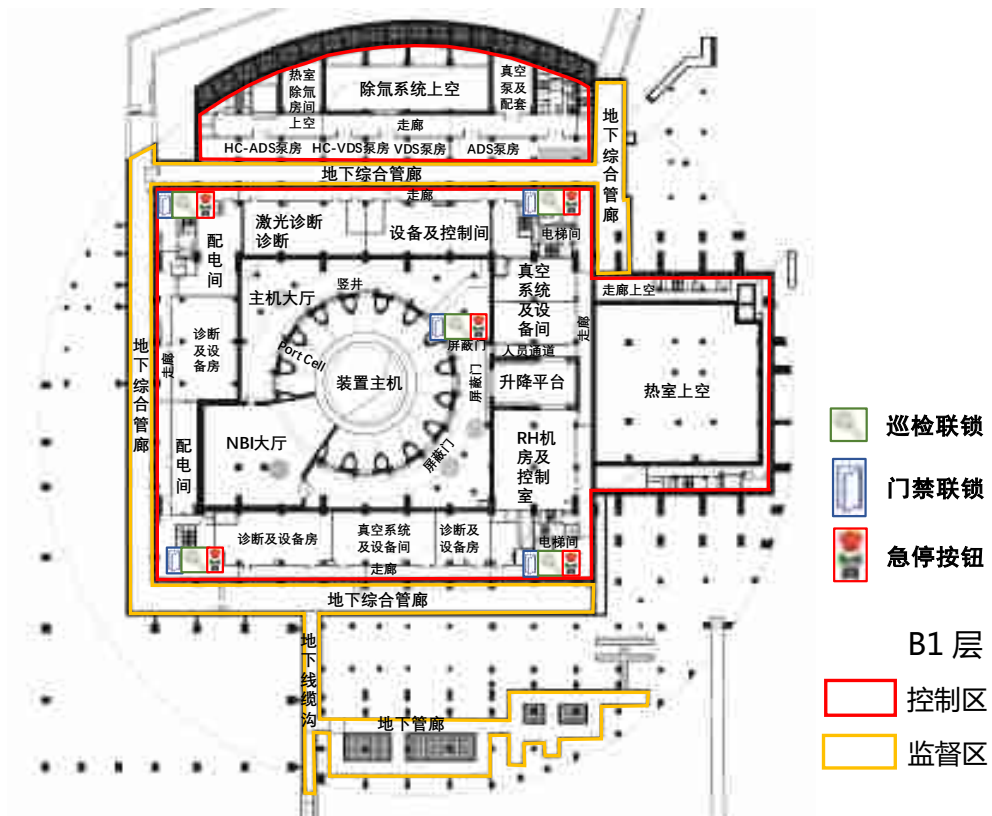 热室
除氚
房间
上空
除氚系统上空
真空
泵及
配套
走廊
HC-ADS泵房
HC-VDS泵房
VDS泵房
ADS泵房
地下综合管廊
地下综合管廊
走廊
激光诊断
诊断
设备及控制间
电梯间
配电间
主机大厅
竖井
真空
系统
及设
备间
走廊上空
诊断
及设
备房
走廊
地下综合管廊
Port Cell
装置主机
屏蔽门
屏蔽门
人员通道
走廊
升降平台
热室上空
NBI大厅
屏蔽门
RH机
房及
控制
室
配电间
诊断及设备房
真空系统
及设备间
诊断及
设备房
电梯间
走廊
地下综合管廊
地下线缆沟
地下管廊
巡检联锁
门禁联锁
急停按钮
B1 层
控制区
监督区